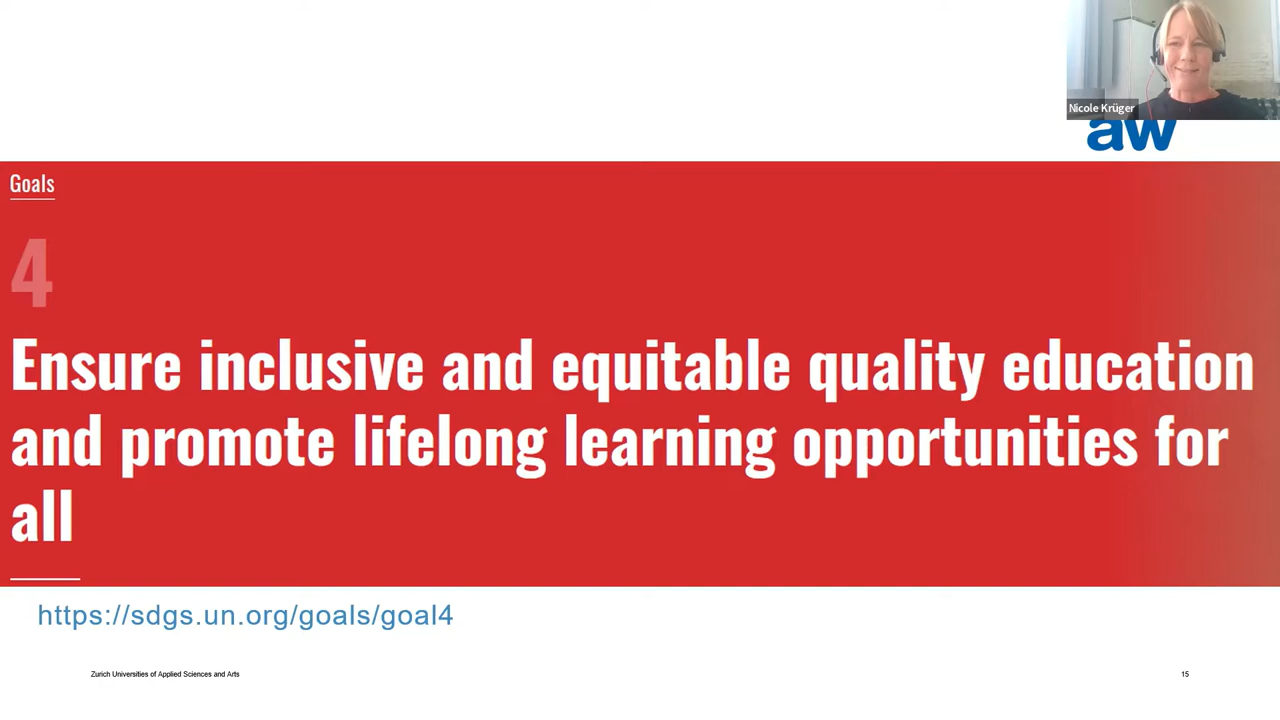 Nicole Krüger
aw
Goals
4
Ensure inclusive and equitable quality education
and promote lifelong learning opportunities for
all
https://sdgs.un.org/goals/goal4
Zurich Universities of Applied Sciences and Arts
15